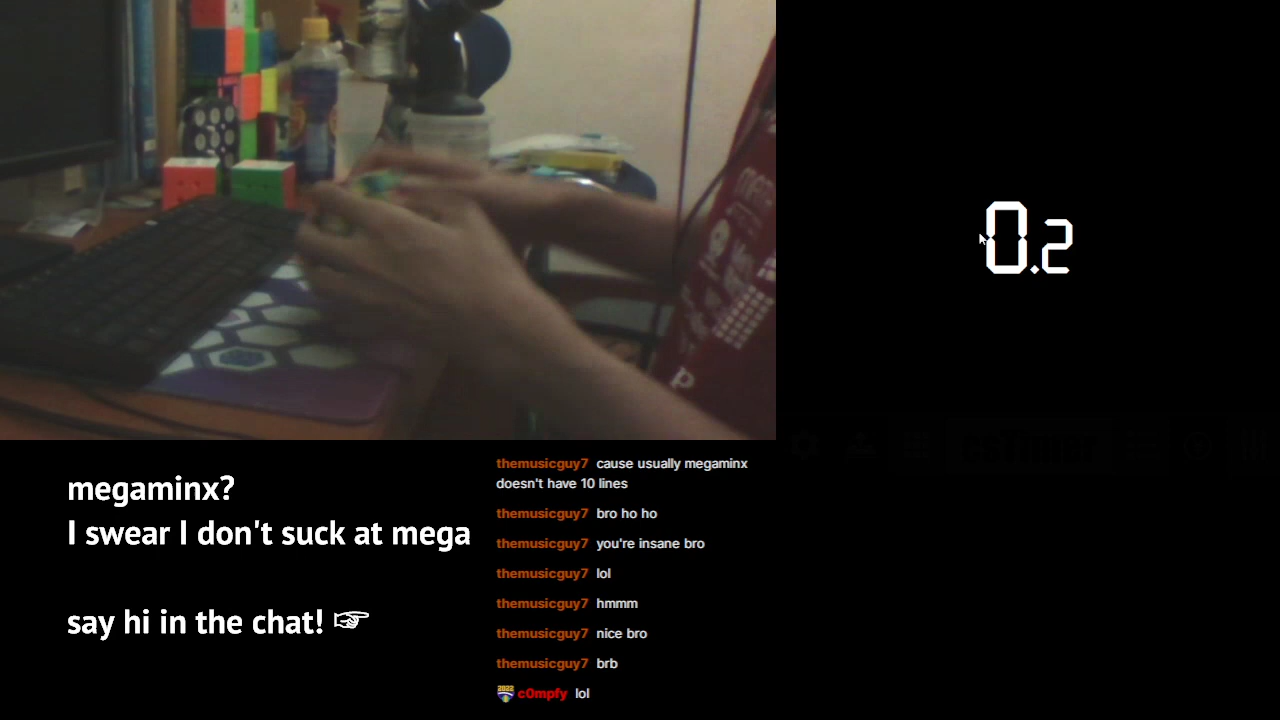 0.2
csTimer
megaminx?
I swear I don't suck at mega
say hi in the chat! ☞
themusicguy7 cause usually megaminx
doesn't have 10 lines
themusicguy7 bro ho ho
themusicguy7 you're insane bro
themusicguy7 lol
themusicguy7 hmmm
themusicguy7 nice bro
themusicguy7 brb
2022 c0mpfy lol